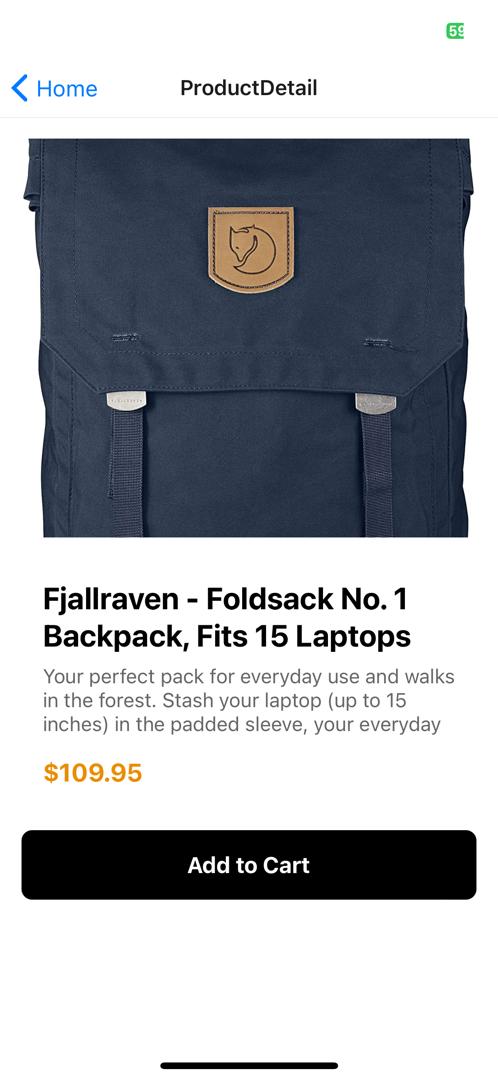 59
Home
ProductDetail
Fjallraven - Foldsack No. 1
Backpack, Fits 15 Laptops
Your perfect pack for everyday use and walks
in the forest. Stash your laptop (up to 15
inches) in the padded sleeve, your everyday
$109.95
Add to Cart